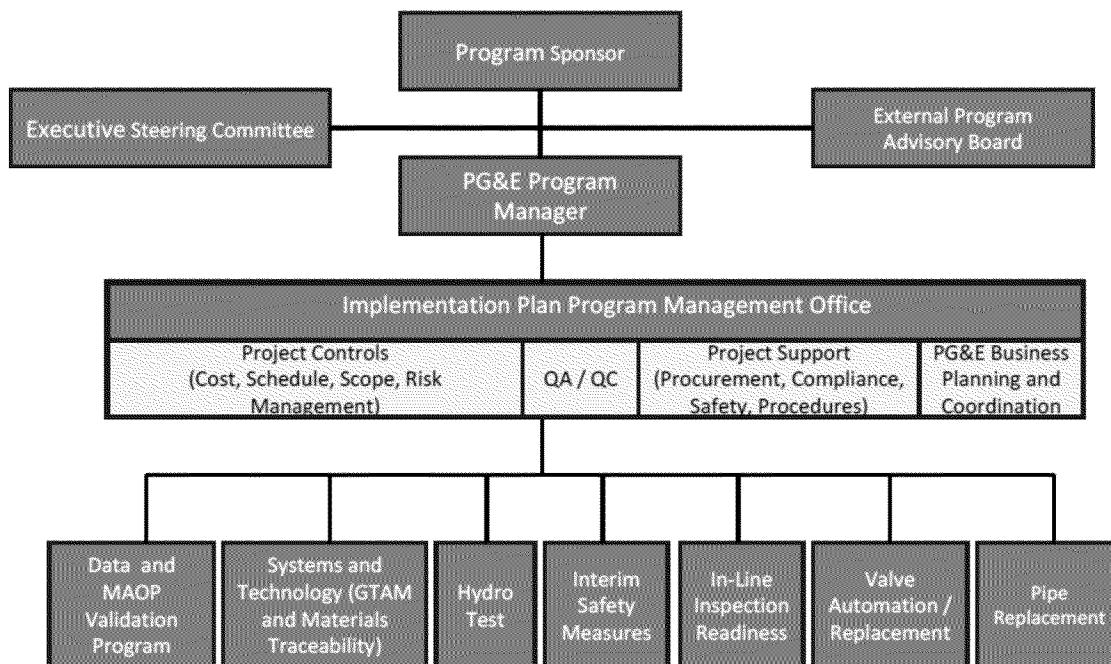 Program Sponsor
Executive Steering Committee
External Program
Advisory Board
PG&E Program
Manager
Implementation Plan Program Management Office
Project Controls
(Cost, Schedule, Scope, Risk
Management)
QA / QC
Project Support
(Procurement, Compliance,
Safety, Procedures)
PG&E Business
Planning and
Coordination
Data and
MAOP
Validation
Program
Systems and
Technology (GTAM
and Materials
Traceability)
Hydro
Test
Interim
Safety
Measures
In-Line
Inspection
Readiness
Valve
Automation /
Replacement
Pipe
Replacement